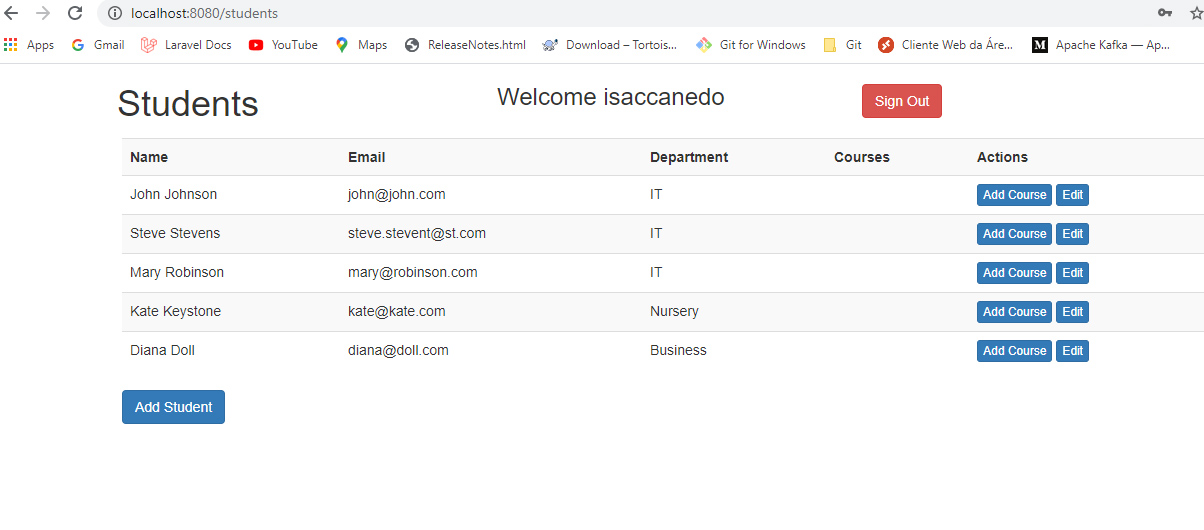 localhost:8080/students
Apps Gmail Laravel Docs YouTube Maps ReleaseNotes.html Download – Tortois... Git for Windows Git Cliente Web da Áre... M Apache Kafka — Ap...
Students Welcome isaccanedo Sign Out
Name Email Department Courses Actions
John Johnson john@john.com IT Add Course Edit
Steve Stevens steve.stevent@st.com IT Add Course Edit
Mary Robinson mary@robinson.com IT Add Course Edit
Kate Keystone kate@kate.com Nursery Add Course Edit
Diana Doll diana@doll.com Business Add Course Edit
Add Student